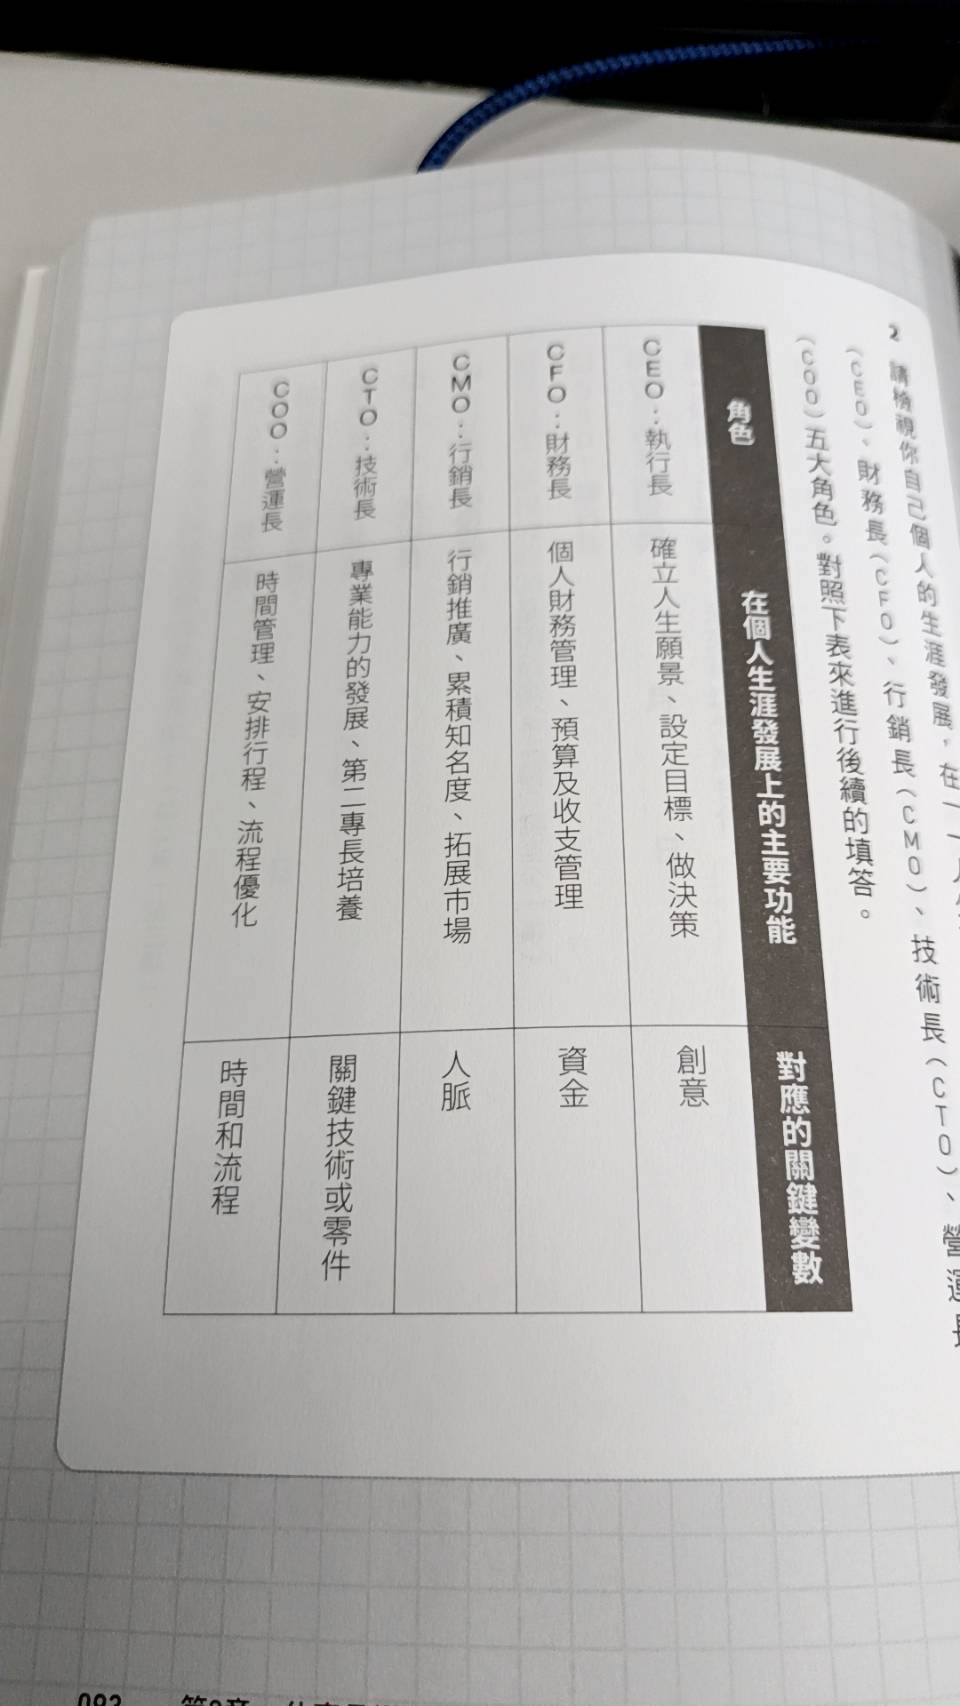 2 請檢視你自己個人的生涯發展,在一
(CEO)、財務長(CFO)、行銷長(CMO)、技術長(CTO)、營運長
(COO)五大角色。對照下表來進行後續的填答。
角色 在個人生涯發展上的主要功能 對應的關鍵變數
CEO:執行長 確立人生願景、設定目標、做決策 創意
CFO:財務長 個人財務管理、預算及收支管理 資金
CMO:行銷長 行銷推廣、累積知名度、拓展市場 人脈
CTO:技術長 專業能力的發展、第二專長培養 關鍵技術或零件
COO:營運長 時間管理、安排行程、流程優化 時間和流程